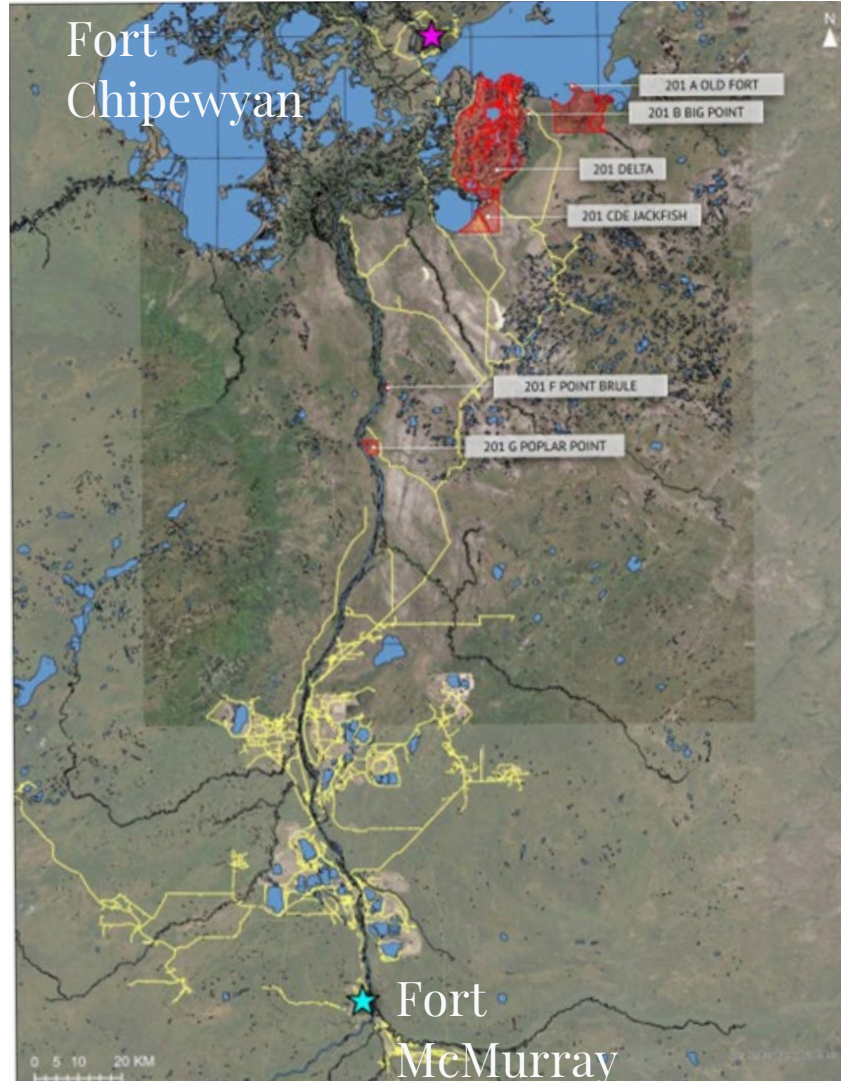 Fort
Chipewyan
N
201 A OLD FORT
201 B BIG POINT
201 DELTA
201 CDE JACKFISH
201 F POINT BRULE
201 G POPLAR POINT
Fort
McMurray
0 5 10 20 KM